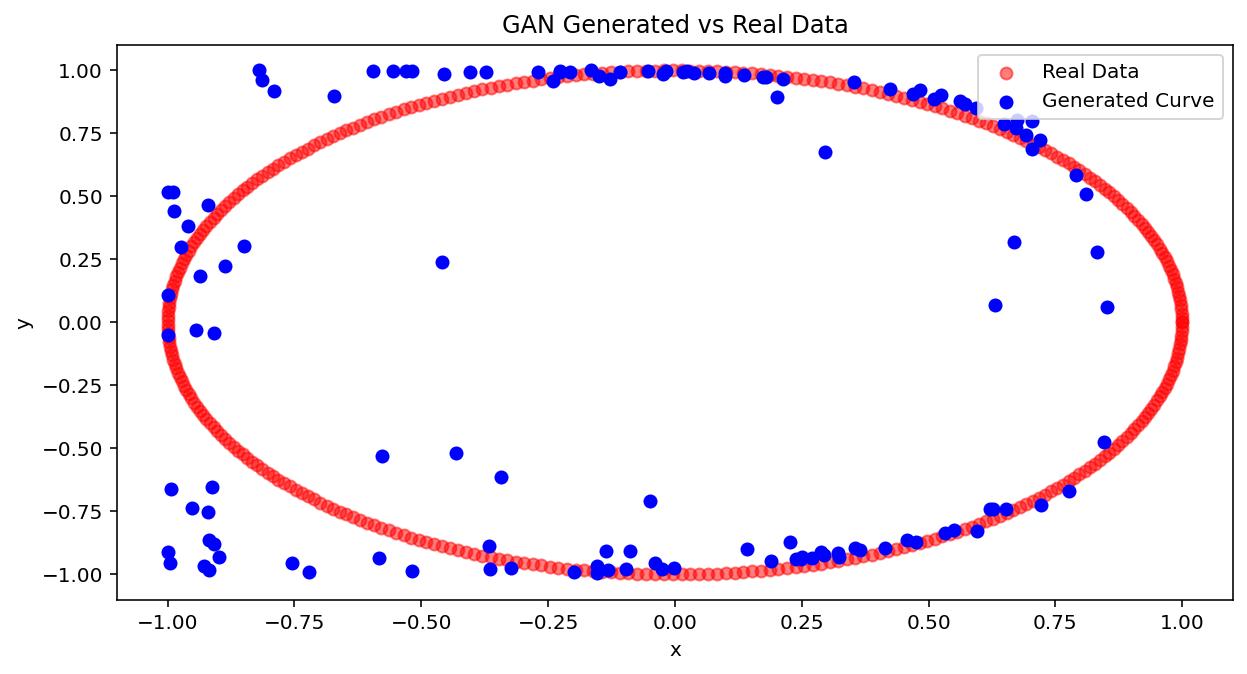 GAN Generated vs Real Data
Real Data
Generated Curve
1.00
0.75
0.50
0.25
0.00
−0.25
−0.50
−0.75
−1.00
y
−1.00 −0.75 −0.50 −0.25 0.00 0.25 0.50 0.75 1.00
x